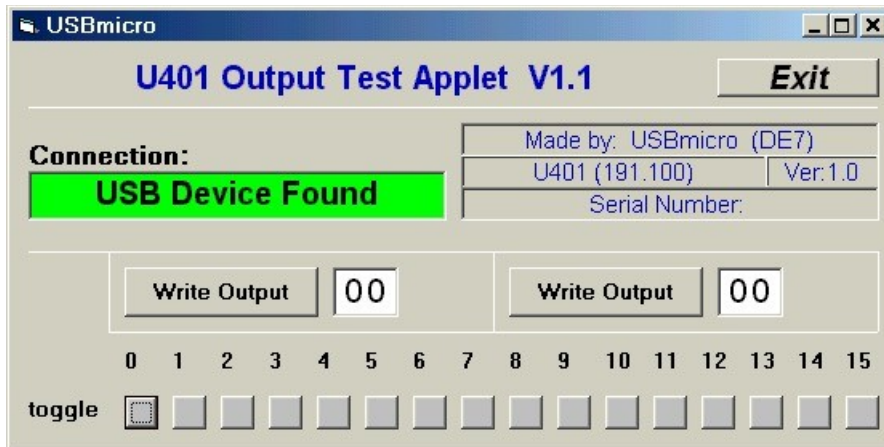 USBmicro
U401 Output Test Applet V1.1
Exit
Connection:
USB Device Found
Made by: USBmicro (DE7)
U401 (191.100) Ver:1.0
Serial Number:
Write Output 00 Write Output 00
0 1 2 3 4 5 6 7 8 9 10 11 12 13 14 15
toggle